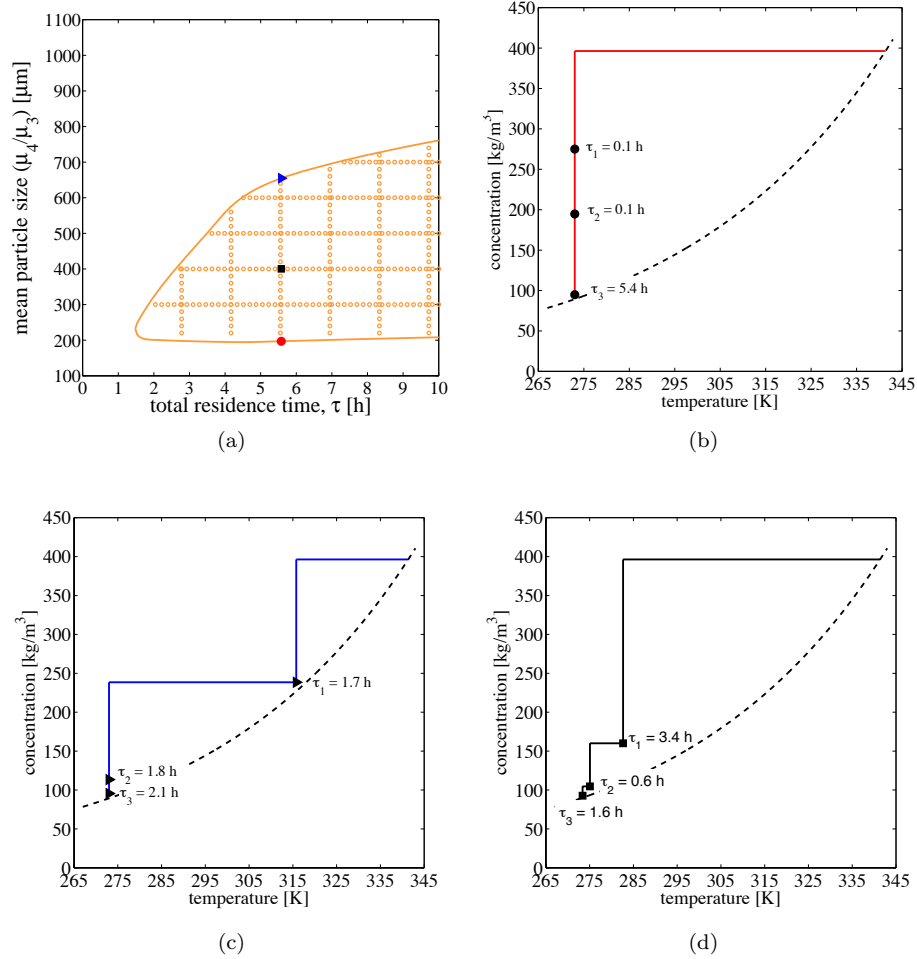 1100
1000
900
800
700
600
500
400
300
200
100
0 1 2 3 4 5 6 7 8 9 10
mean particle size (μ4/μ3) [μm]
total residence time, τ [h]
(a)
450
400
350
300
250
200
150
100
50
0
265 275 285 295 305 315 325 335 345
concentration [kg/m³]
temperature [K]
τ1 = 0.1 h
τ2 = 0.1 h
τ3 = 5.4 h
(b)
450
400
350
300
250
200
150
100
50
0
265 275 285 295 305 315 325 335 345
concentration [kg/m³]
temperature [K]
τ1 = 1.7 h
τ2 = 1.8 h
τ3 = 2.1 h
(c)
450
400
350
300
250
200
150
100
50
0
265 275 285 295 305 315 325 335 345
concentration [kg/m³]
temperature [K]
τ1 = 3.4 h
τ2 = 0.6 h
τ3 = 1.6 h
(d)